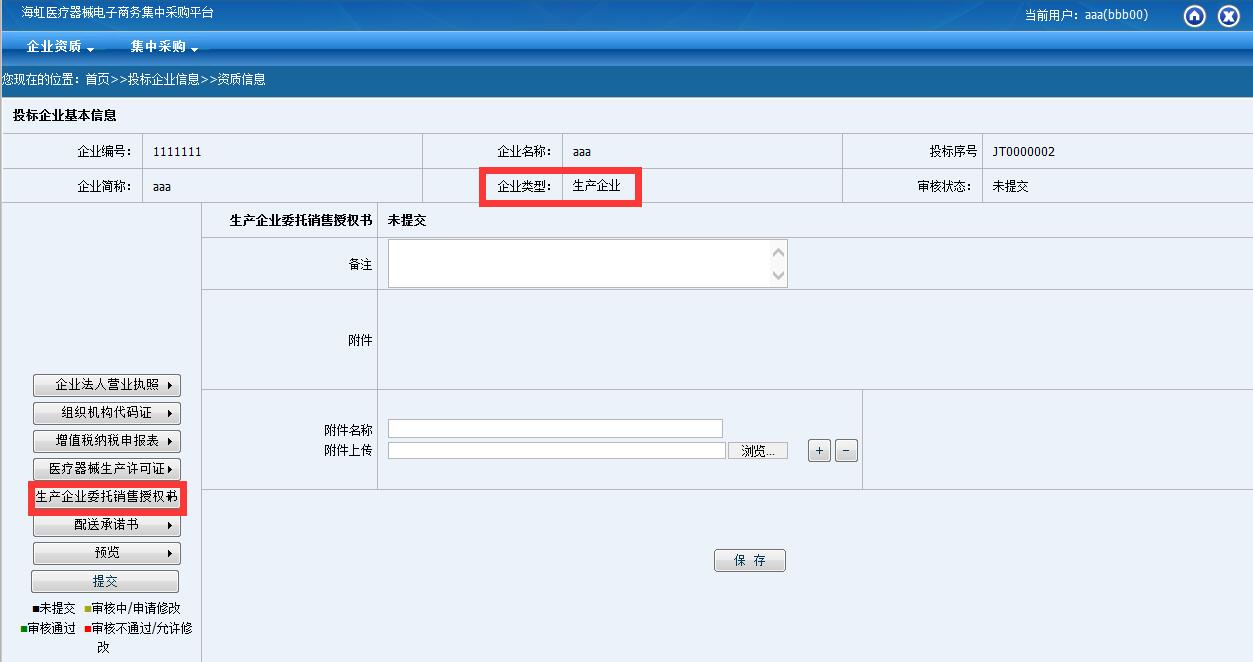 海虹医疗器械电子商务集中采购平台
当前用户：aaa(bbb00)
企业资质 集中采购
您现在的位置：首页>>投标企业信息>>资质信息
投标企业基本信息
企业编号： 1111111 企业名称： aaa 投标序号 JT0000002
企业简称： aaa 企业类型： 生产企业 审核状态： 未提交
生产企业委托销售授权书 未提交
备注
附件
附件名称
附件上传 浏览... + -
保 存
企业法人营业执照
组织机构代码证
增值税纳税申报表
医疗器械生产许可证
生产企业委托销售授权书
配送承诺书
预览
提交
■未提交 ■审核中/申请修改
■审核通过 ■审核不通过/允许修
改